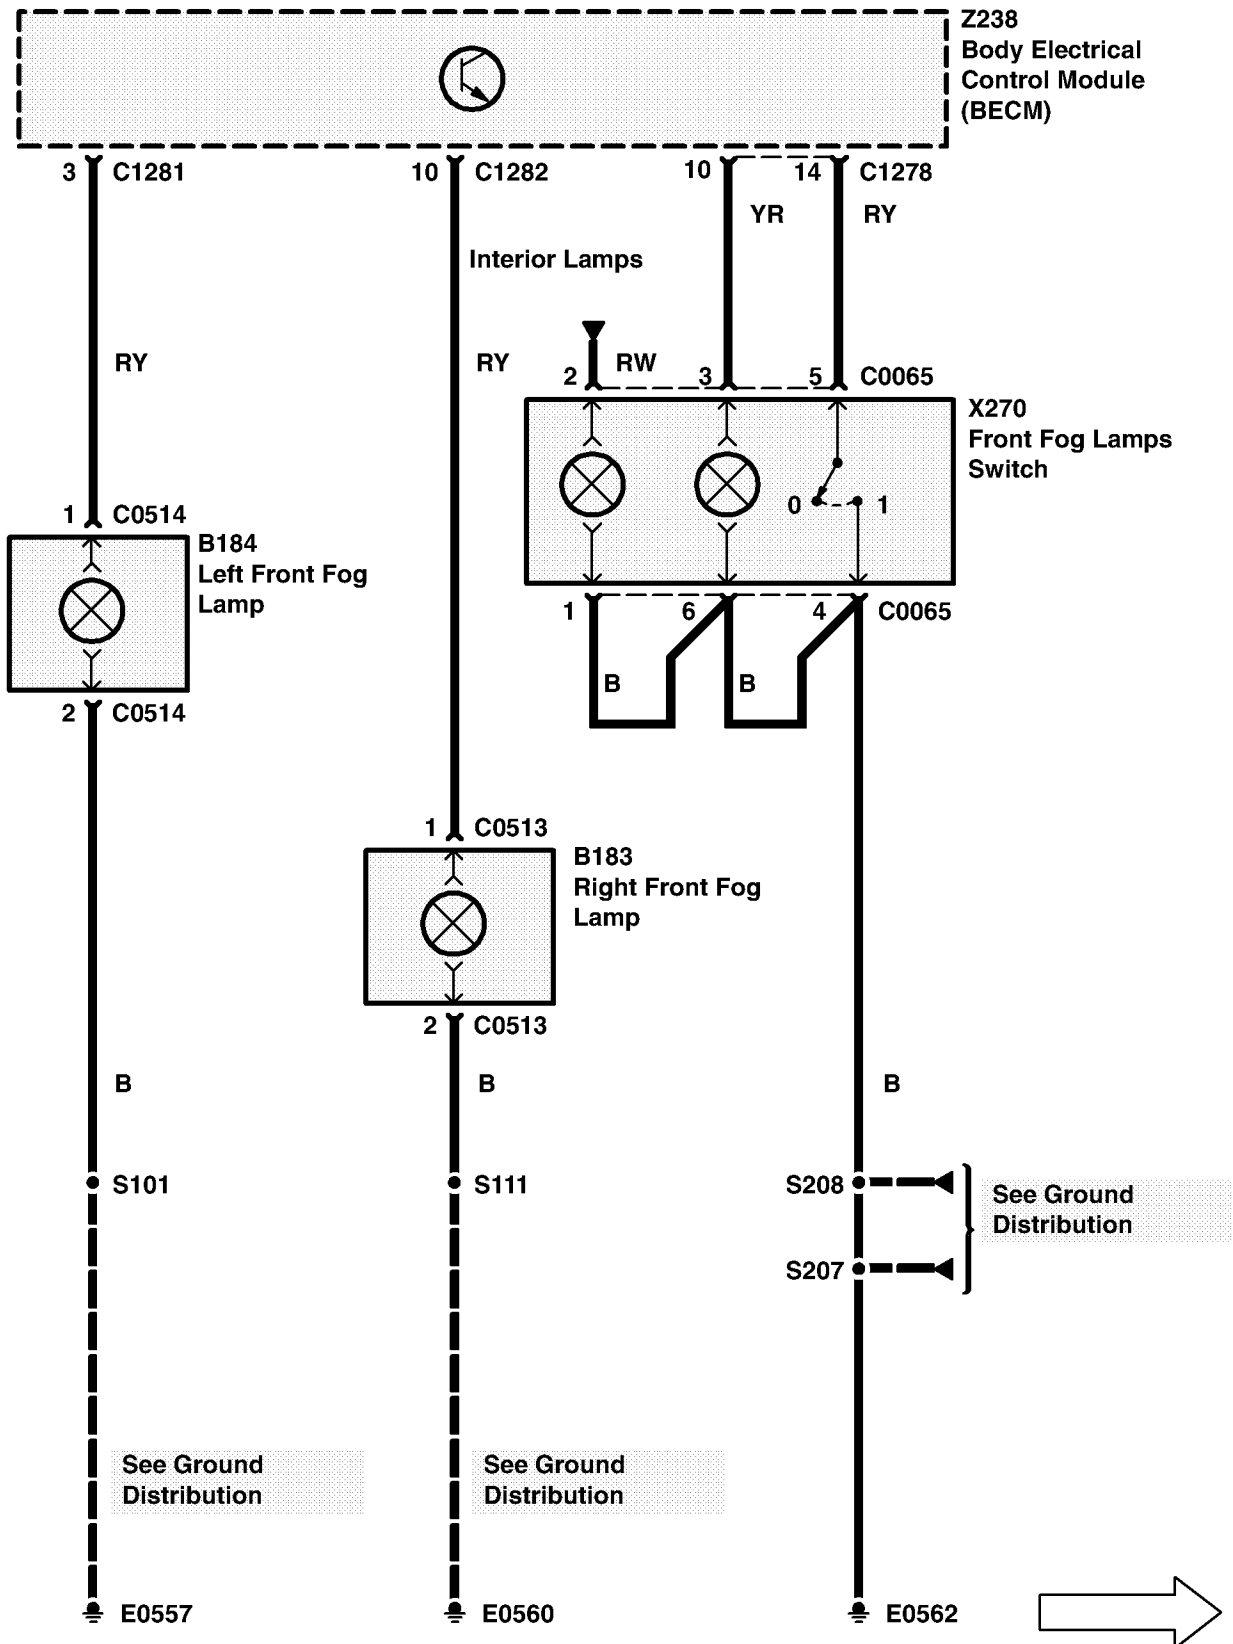 Z238
Body Electrical
Control Module
(BECM)
3 C1281
10 C1282
10
14 C1278
YR
RY
Interior Lamps
RY
RY
2
RW
3
5
C0065
X270
Front Fog Lamps
Switch
0
1
1 C0514
B184
Left Front Fog
Lamp
2 C0514
1
6
4
C0065
B
B
1 C0513
B183
Right Front Fog
Lamp
2 C0513
B
B
B
S101
S111
S208
S207
See Ground
Distribution
See Ground
Distribution
See Ground
Distribution
E0557
E0560
E0562